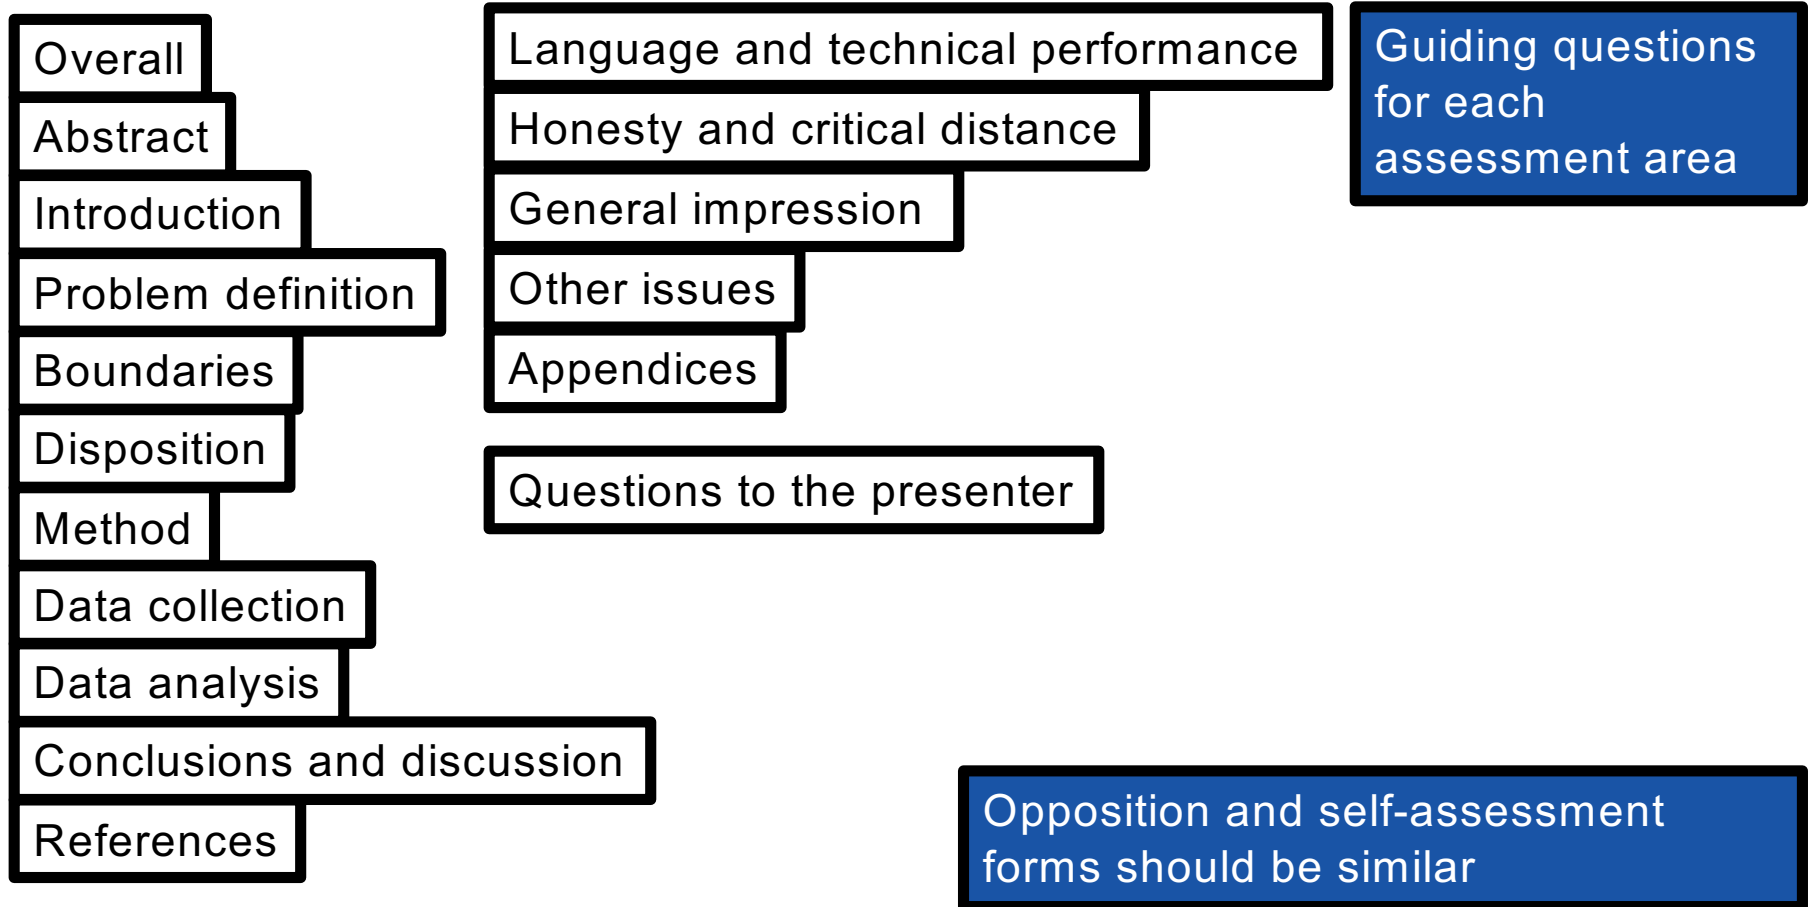 Overall
Abstract
Introduction
Problem definition
Boundaries
Disposition
Method
Data collection
Data analysis
Conclusions and discussion
References
Language and technical performance
Honesty and critical distance
General impression
Other issues
Appendices
Questions to the presenter
Guiding questions
for each
assessment area
Opposition and self-assessment
forms should be similar